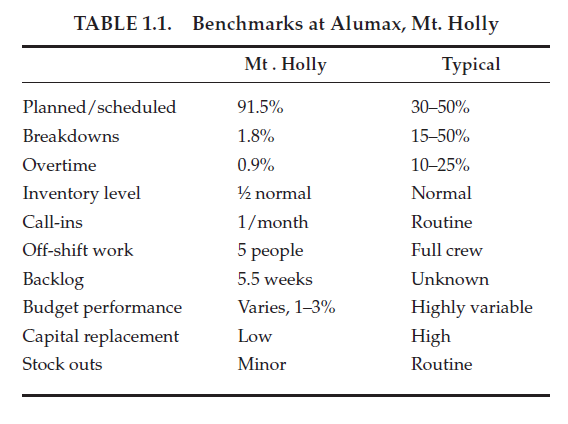 TABLE 1.1. Benchmarks at Alumax, Mt. Holly
Mt . Holly Typical
Planned/scheduled 91.5% 30–50%
Breakdowns 1.8% 15–50%
Overtime 0.9% 10–25%
Inventory level ½ normal Normal
Call-ins 1/month Routine
Off-shift work 5 people Full crew
Backlog 5.5 weeks Unknown
Budget performance Varies, 1–3% Highly variable
Capital replacement Low High
Stock outs Minor Routine